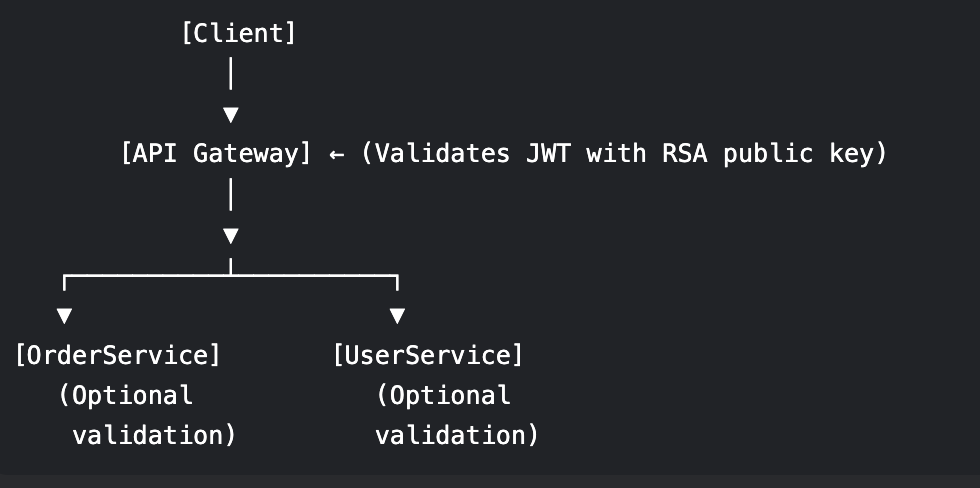 [Client]
[API Gateway] ← (Validates JWT with RSA public key)
[OrderService] [UserService]
(Optional (Optional
validation) validation)